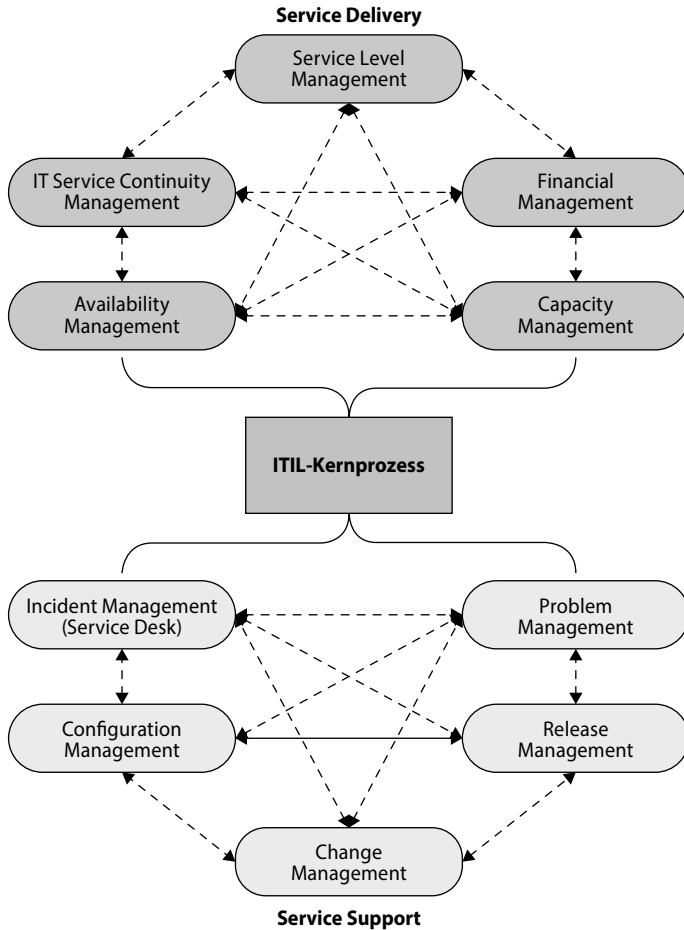 Service Delivery
Service Level
Management
IT Service Continuity
Management
Financial
Management
Availability
Management
Capacity
Management
ITIL-Kernprozess
Incident Management
(Service Desk)
Problem
Management
Configuration
Management
Release
Management
Change
Management
Service Support